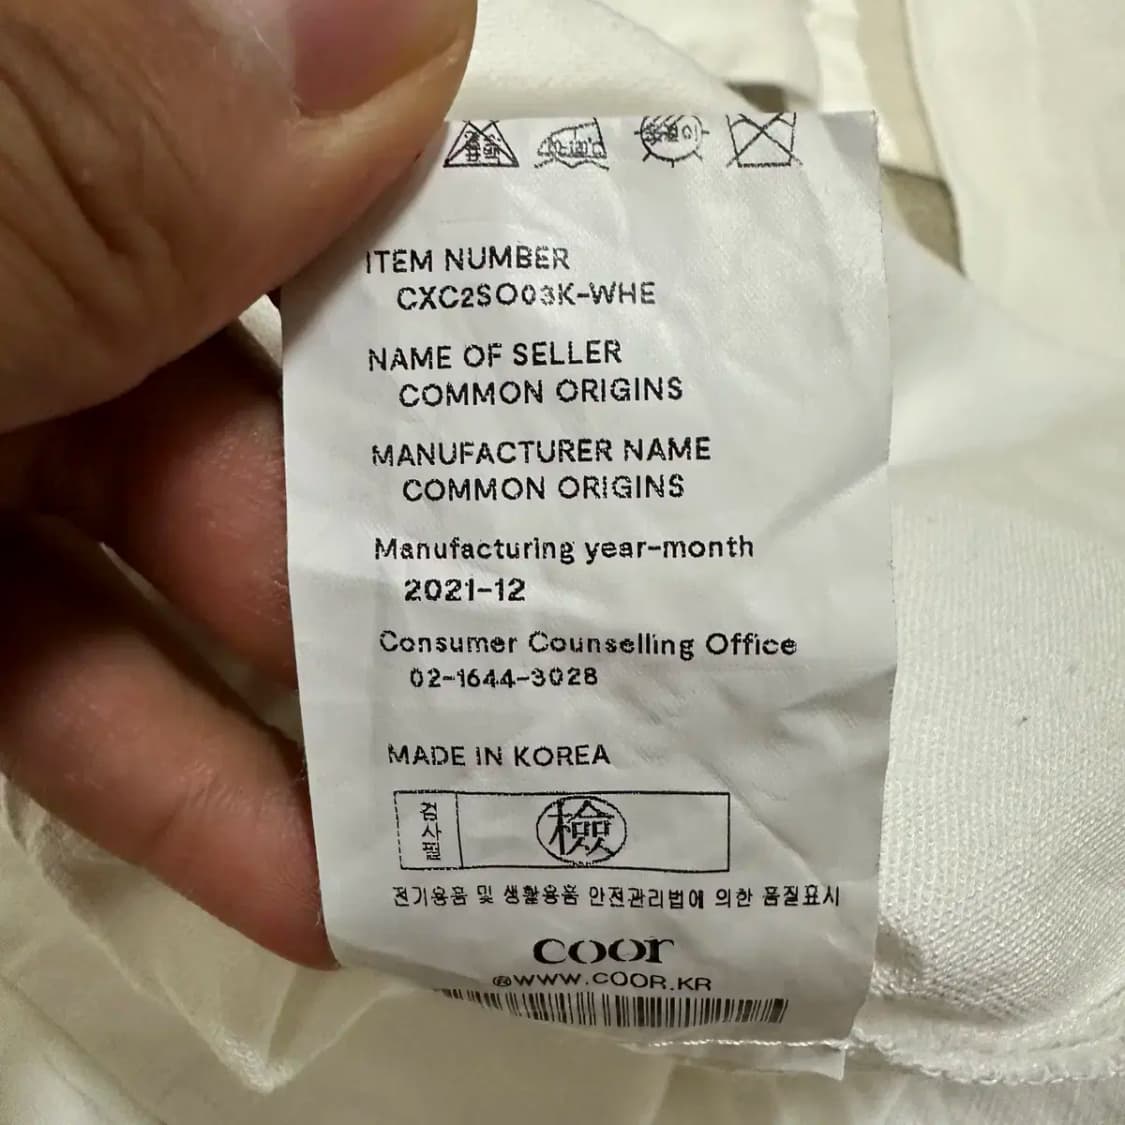 ITEM NUMBER
CXC2SO03K-WHE
NAME OF SELLER
COMMON ORIGINS
MANUFACTURER NAME
COMMON ORIGINS
Manufacturing year-month
2021-12
Consumer Counselling Office
02-1644-3028
MADE IN KOREA
검사필
檢
전기용품 및 생활용품 안전관리법에 의한 품질표시
coor
@WWW.COOR.KR